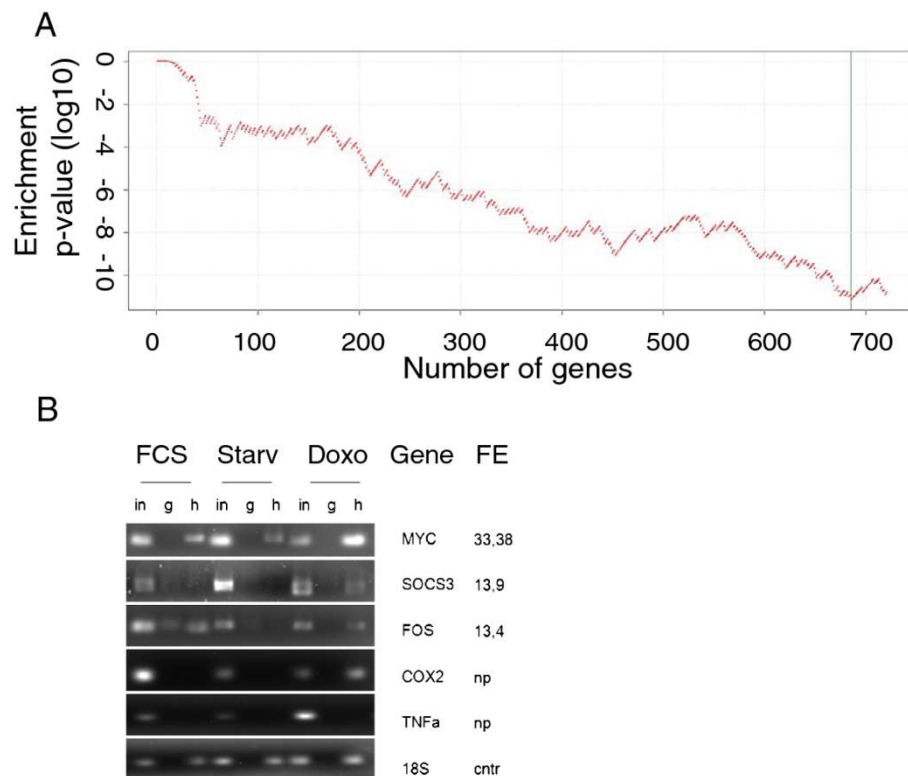 A
Enrichment
p-value (log10)
0
-2
-4
-6
-8
-10
0 100 200 300 400 500 600 700
Number of genes
B
FCS Starv Doxo Gene FE
in g h in g h in g h
MYC 33,38
SOCS3 13,9
FOS 13,4
COX2 np
TNFa np
18S cntr